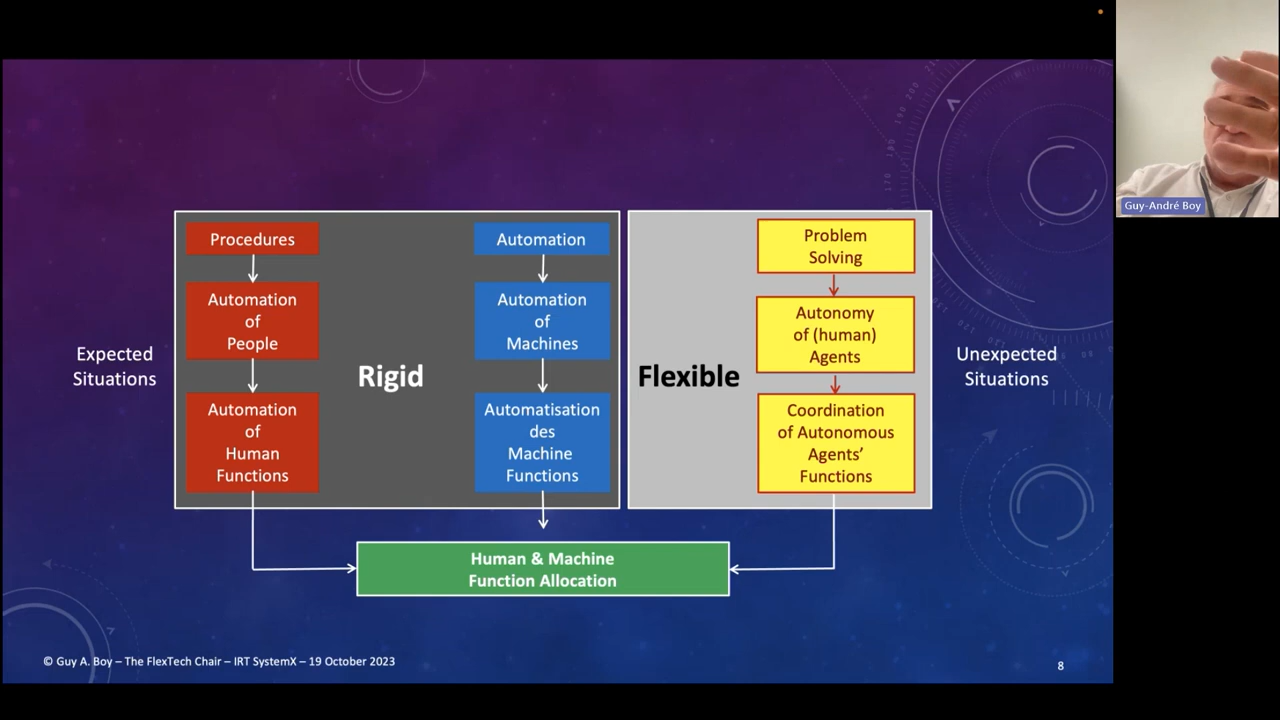 Procedures
Automation
of
People
Automation
of
Human
Functions
Automation
Automation
of
Machines
Automatisation
des
Machine
Functions
Problem
Solving
Autonomy
of (human)
Agents
Coordination
of Autonomous
Agents’
Functions
Expected
Situations
Rigid
Flexible
Unexpected
Situations
Human & Machine
Function Allocation
© Guy A. Boy – The FlexTech Chair – IRT SystemX – 19 October 2023
8
Guy-André Boy